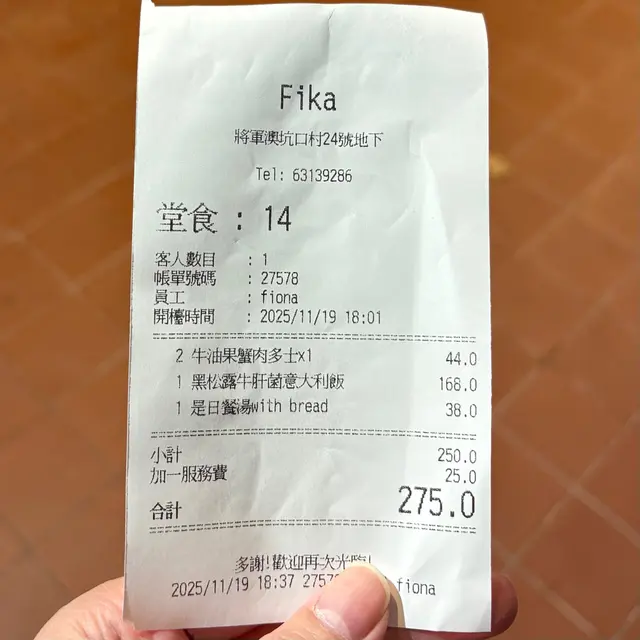 Fika
將軍澳坑口村24號地下
Tel: 63139286
堂食 : 14
客人數目 : 1
帳單號碼 : 27578
員工 : fiona
開檯時間 : 2025/11/19 18:01
2 牛油果蟹肉多士x1 44.0
1 黑松露牛肝菌意大利飯 168.0
1 是日餐湯with bread 38.0
小計 250.0
加一服務費 25.0
合計 275.0
多謝!歡迎再次光臨!
2025/11/19 18:37 fiona